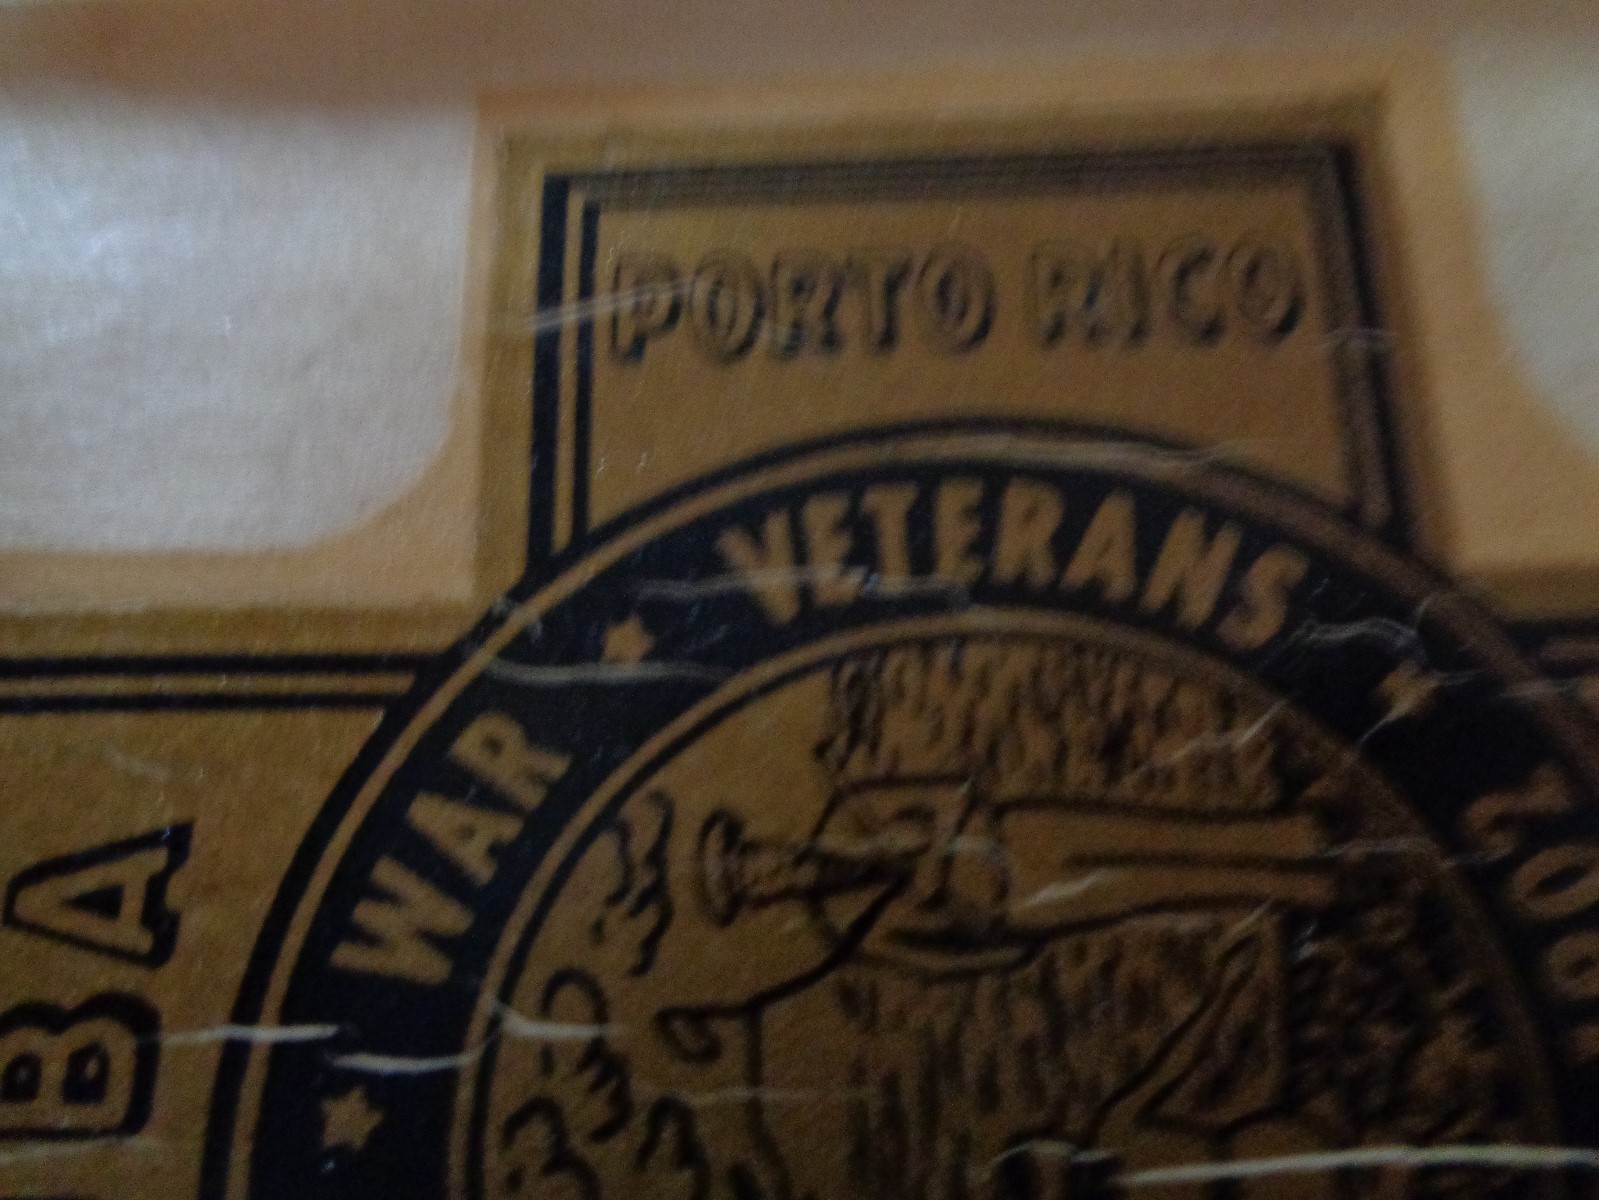 PORTO RICO
WAR ★ VETERANS
BA